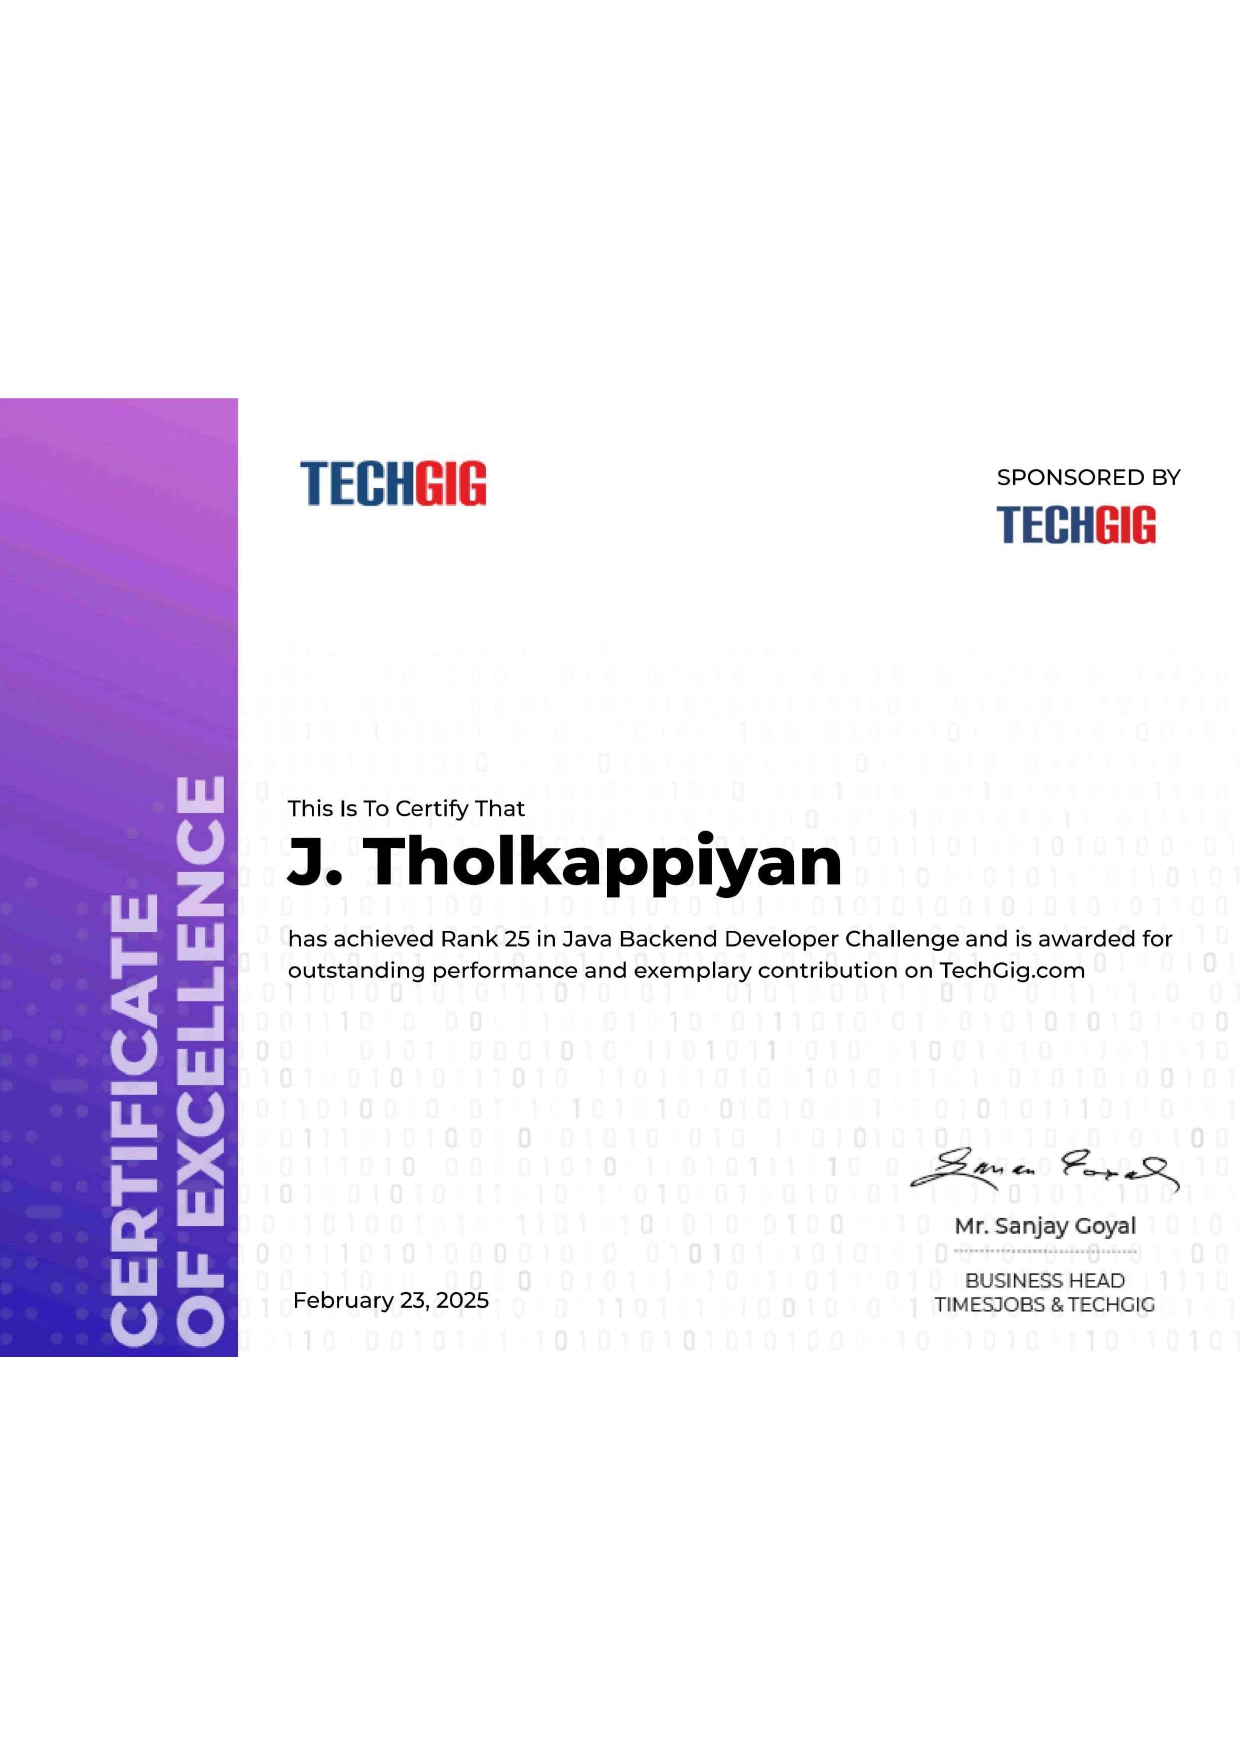 TECHGIG
SPONSORED BY
TECHGIG
CERTIFICATE
OF EXCELLENCE
This Is To Certify That
J. Tholkappiyan
has achieved Rank 25 in Java Backend Developer Challenge and is awarded for
outstanding performance and exemplary contribution on TechGig.com
Mr. Sanjay Goyal
BUSINESS HEAD
TIMESJOBS & TECHGIG
February 23, 2025